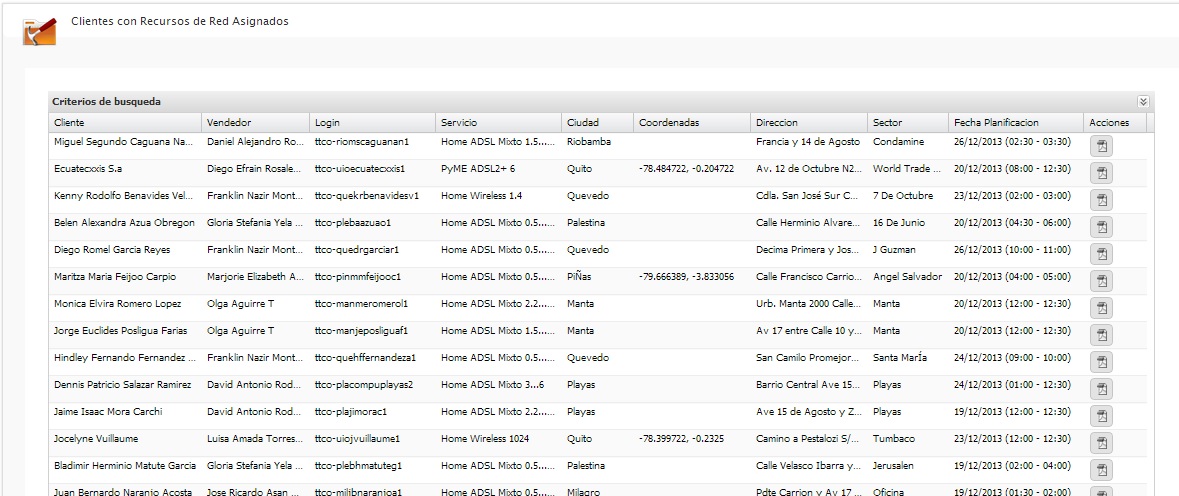 Clientes con Recursos de Red Asignados
Criterios de busqueda
Cliente Vendedor Login Servicio Ciudad Coordenadas Direccion Sector Fecha Planificacion Acciones
Miguel Segundo Caguana Na... Daniel Alejandro Ro... ttco-riomscaguanan1 Home ADSL Mixto 1.5.... Riobamba Francia y 14 de Agosto Condamine 26/12/2013 (02:30 - 03:30)
Ecuatecxxis S.a Diego Efrain Rosale... ttco-uioecuatecxxis1 PyME ADSL2+ 6 Quito -78.484722, -0.204722 Av. 12 de Octubre N2... World Trade ... 20/12/2013 (08:00 - 12:30)
Kenny Rodolfo Benavides Vel... Franklin Nazir Mont... ttco-quekrbenavidesv1 Home Wireless 1.4 Quevedo Cdla. San José Sur C... 7 De Octubre 23/12/2013 (02:00 - 03:00)
Belen Alexandra Azua Obregon Gloria Stefania Yela ... ttco-plebaazuao1 Home ADSL Mixto 0.5.... Palestina Calle Herminio Alvare... 16 De Junio 20/12/2013 (04:30 - 06:00)
Diego Romel Garcia Reyes Franklin Nazir Mont... ttco-quedrgarciar1 Home ADSL Mixto 0.5.... Quevedo Decima Primera y Jos... J Guzman 26/12/2013 (10:00 - 11:00)
Maritza Maria Feijoo Carpio Marjorie Elizabeth A... ttco-pinmmfeijooc1 Home ADSL Mixto 0.5.... PiÑas -79.666389, -3.833056 Calle Francisco Carrio... Angel Salvador 20/12/2013 (04:00 - 05:00)
Monica Elvira Romero Lopez Olga Aguirre T ttco-manmeromerol1 Home ADSL Mixto 2.2..... Manta Urb. Manta 2000 Calle... Manta 20/12/2013 (12:00 - 12:30)
Jorge Euclides Posligua Farias Olga Aguirre T ttco-manjeposliguaf1 Home ADSL Mixto 1.5..... Manta Av 17 entre Calle 10 y... Manta 20/12/2013 (12:00 - 12:30)
Hindley Fernando Fernandez ... Franklin Nazir Mont... ttco-quehffernandeza1 Home ADSL Mixto 0.5.... Quevedo San Camilo Promejor... Santa MarÍa 24/12/2013 (09:00 - 10:00)
Dennis Patricio Salazar Ramirez David Antonio Rod... ttco-placompuplayas2 Home ADSL Mixto 3...6 Playas Barrio Central Ave 15... Playas 24/12/2013 (01:00 - 12:30)
Jaime Isaac Mora Carchi David Antonio Rod... ttco-plajimorac1 Home ADSL Mixto 2.2..... Playas Ave 15 de Agosto y Z... Playas 19/12/2013 (12:00 - 12:30)
Jocelyne Vuillaume Luisa Amada Torres... ttco-uiojvuillaume1 Home Wireless 1024 Quito -78.399722, -0.2325 Camino a Pestalozi S/... Tumbaco 23/12/2013 (12:00 - 12:30)
Bladimir Herminio Matute Garcia Gloria Stefania Yela ... ttco-plebhmatuteg1 Home ADSL Mixto 0.5.... Palestina Calle Velasco Ibarra y... Jerusalen 19/12/2013 (02:00 - 04:00)
Juan Bernardo Naranjo Acosta Jose Ricardo Asan ... ttco-miljbnaranjoa1 Home ADSL Mixto 0.5.... Milagro Pdte Carrion y Av 17 ... Oficina 19/12/2013 (01:30 - 02:00)